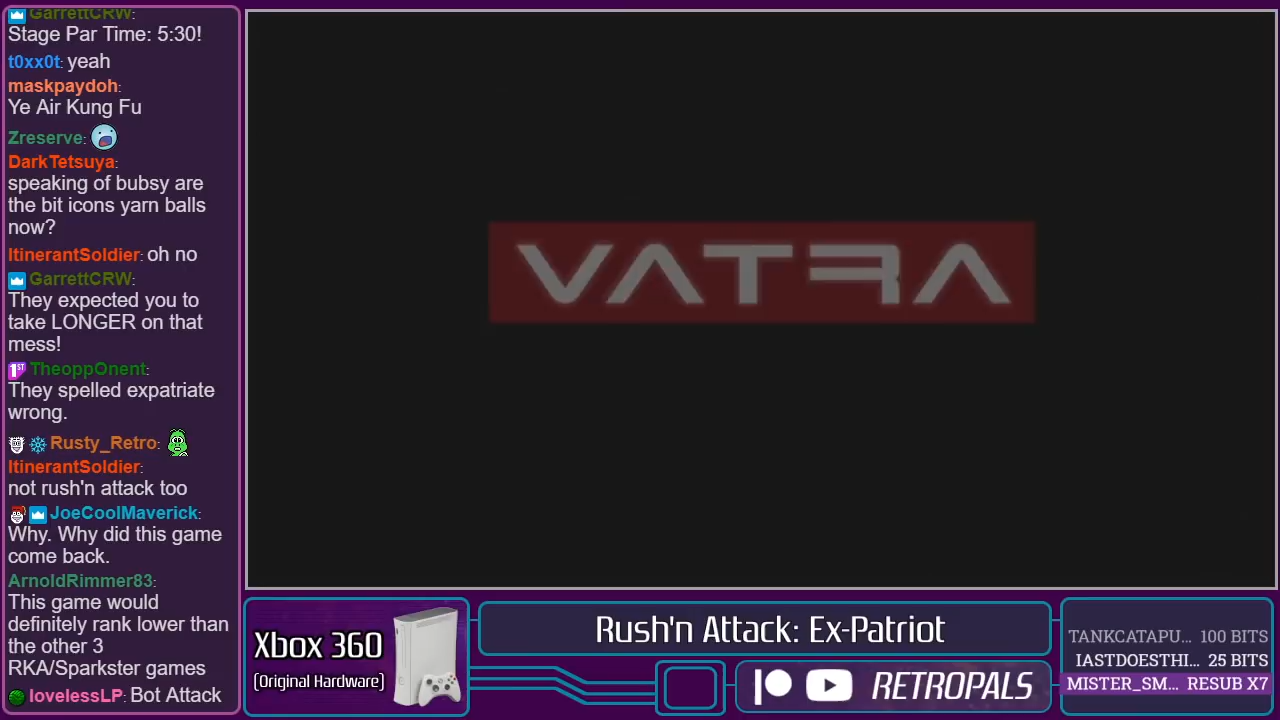 GarrettCRW:
Stage Par Time: 5:30!
t0xx0t: yeah
maskpaydoh:
Ye Air Kung Fu
Zreserve:
DarkTetsuya:
speaking of bubsy are
the bit icons yarn balls
now?
ItinerantSoldier: oh no
GarrettCRW:
They expected you to
take LONGER on that
mess!
1ST TheoppOnent:
They spelled expatriate
wrong.
Rusty_Retro:
ItinerantSoldier:
not rush'n attack too
JoeCoolMaverick:
Why. Why did this game
come back.
ArnoldRimmer83:
This game would
definitely rank lower than
the other 3
RKA/Sparkster games
lovelessLP: Bot Attack
VATRA
Xbox 360
(Original Hardware)
Rush'n Attack: Ex-Patriot
RETROPALS
TANKCATAPU... 100 BITS
IASTDOESTHI... 25 BITS
MISTER_SM... RESUB X7